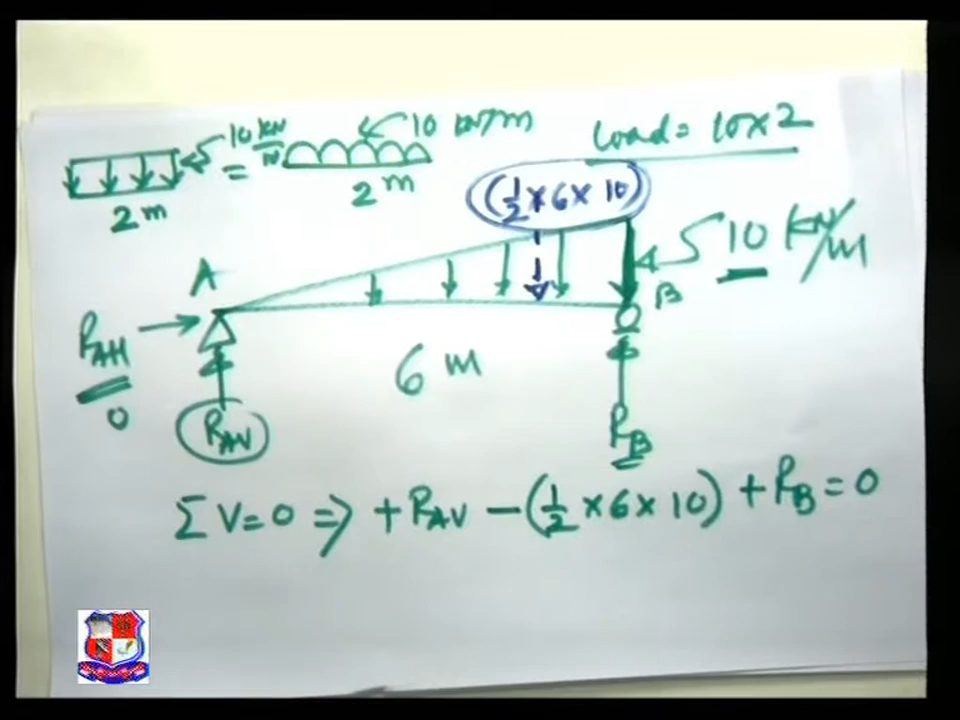 10 kN/N
10 kN/m
Load = 10×2
=
2 m
2 m
(1/2 × 6 × 10)
10 kN/m
A
B
RAH
0
6 m
RAV
RB
ΣV=0 ⇒ +RAV −(1/2 ×6×10) +RB=0